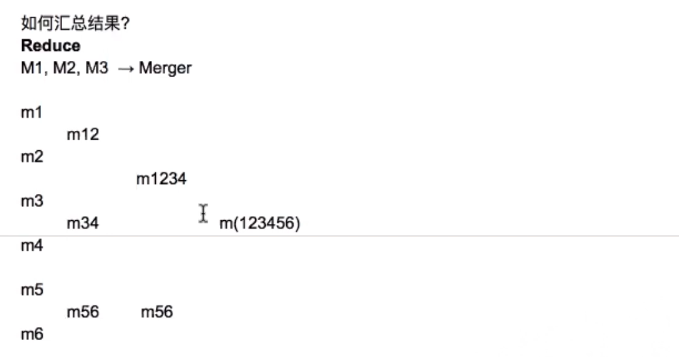 如何汇总结果?
Reduce
M1, M2, M3 → Merger
m1
m12
m2
m1234
m3
m34 m(123456)
m4
m5
m56 m56
m6